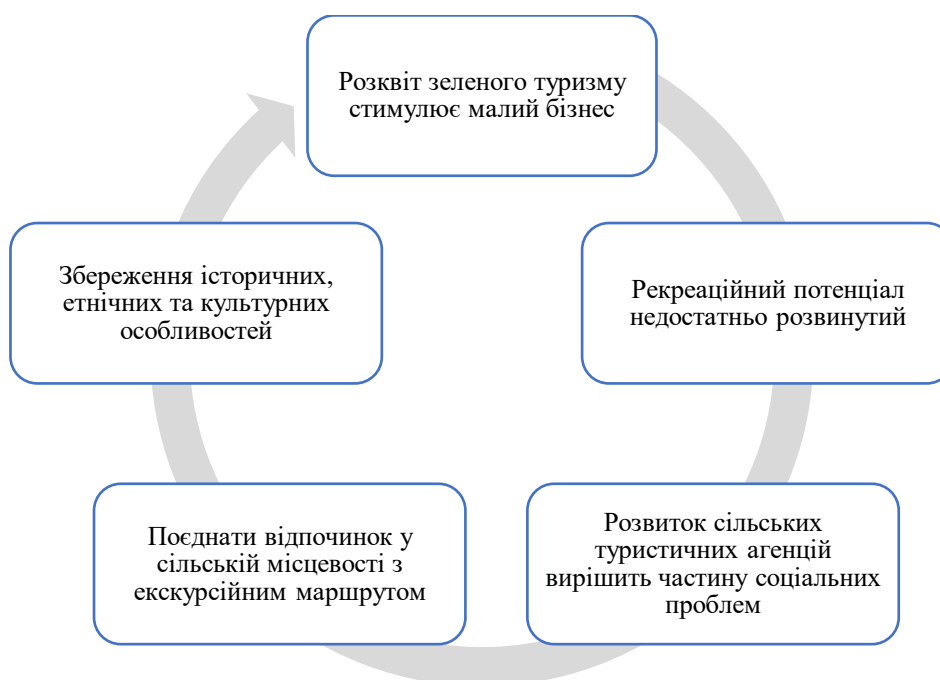 Розквіт зеленого туризму
стимулює малий бізнес
Рекреаційний потенціал
недостатньо розвинутий
Розвиток сільських
туристичних агенцій
вирішить частину соціальних
проблем
Поєднати відпочинок у
сільській місцевості з
екскурсійним маршрутом
Збереження історичних,
етнічних та культурних
особливостей